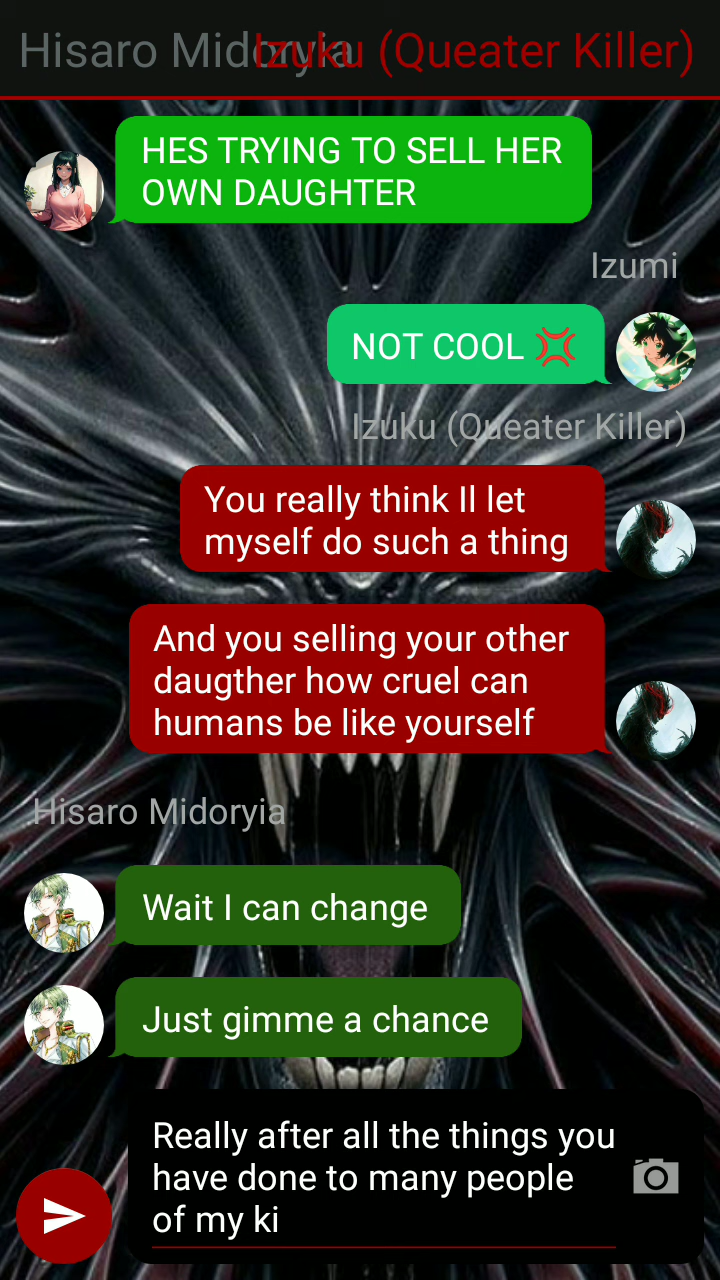 Hisaro Midoryia
Izuku (Queater Killer)
HES TRYING TO SELL HER
OWN DAUGHTER
Izumi
NOT COOL 💢
Izuku (Queater Killer)
You really think Il let
myself do such a thing
And you selling your other
daugther how cruel can
humans be like yourself
Hisaro Midoryia
Wait I can change
Just gimme a chance
Really after all the things you
have done to many people
of my ki